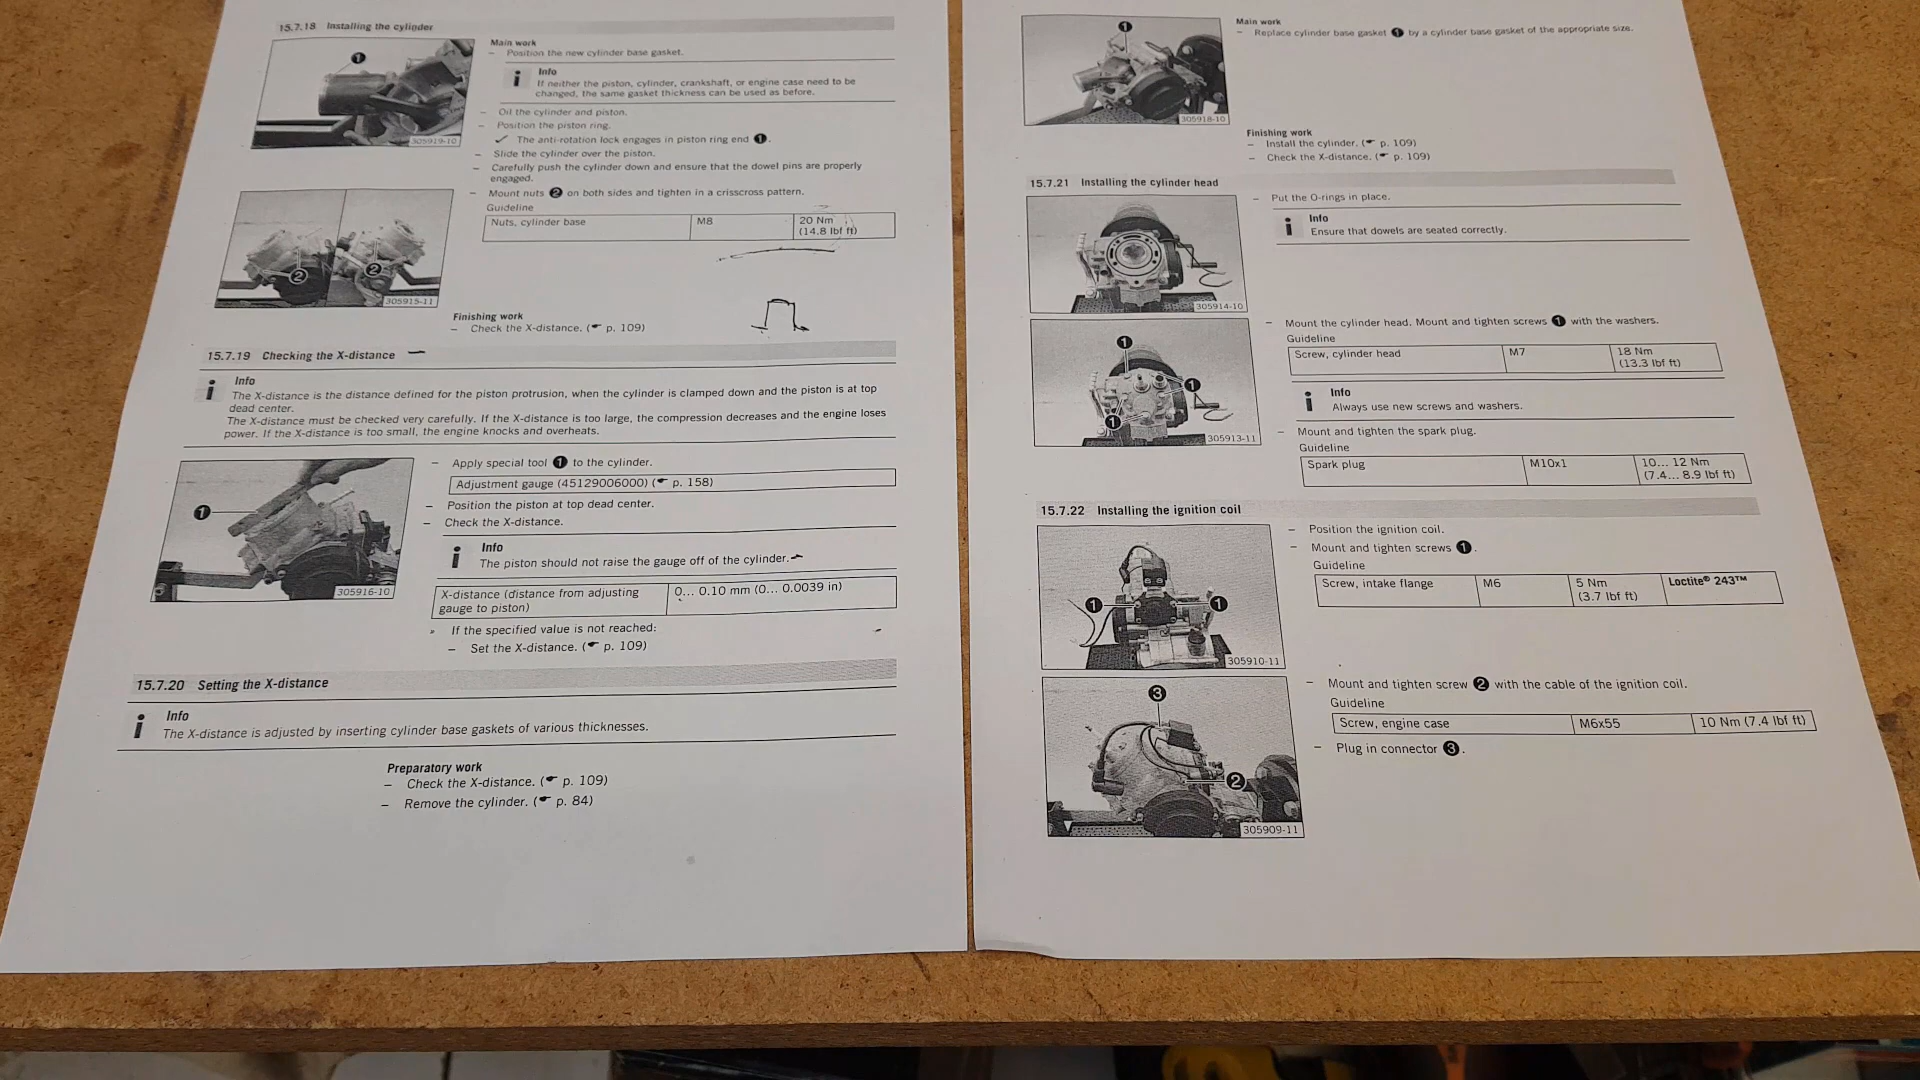 15.7.18 Installing the cylinder
Main work
– Position the new cylinder base gasket.
Info
If neither the piston, cylinder, crankshaft, or engine case need to be
changed, the same gasket thickness can be used as before.
– Oil the cylinder and piston.
– Position the piston ring.
✓ The anti-rotation lock engages in piston ring end ❶.
– Slide the cylinder over the piston.
– Carefully push the cylinder down and ensure that the dowel pins are properly
engaged.
– Mount nuts ❷ on both sides and tighten in a crisscross pattern.
Guideline
Nuts, cylinder base M8 20 Nm
(14.8 lbf ft)
❶
305919-10
❷ ❷
305915-11
Finishing work
– Check the X-distance. (☛ p. 109)
15.7.19 Checking the X-distance
Info
The X-distance is the distance defined for the piston protrusion, when the cylinder is clamped down and the piston is at top
dead center.
The X-distance must be checked very carefully. If the X-distance is too large, the compression decreases and the engine loses
power. If the X-distance is too small, the engine knocks and overheats.
❶
305916-10
– Apply special tool ❶ to the cylinder.
Adjustment gauge (45129006000) (☛ p. 158)
– Position the piston at top dead center.
– Check the X-distance.
Info
The piston should not raise the gauge off of the cylinder.
X-distance (distance from adjusting 0... 0.10 mm (0... 0.0039 in)
gauge to piston)
» If the specified value is not reached:
– Set the X-distance. (☛ p. 109)
15.7.20 Setting the X-distance
Info
The X-distance is adjusted by inserting cylinder base gaskets of various thicknesses.
Preparatory work
– Check the X-distance. (☛ p. 109)
– Remove the cylinder. (☛ p. 84)
❶
305918-10
Main work
– Replace cylinder base gasket ❶ by a cylinder base gasket of the appropriate size.
Finishing work
– Install the cylinder. (☛ p. 109)
– Check the X-distance. (☛ p. 109)
15.7.21 Installing the cylinder head
305914-10
– Put the O-rings in place.
Info
Ensure that dowels are seated correctly.
❶
❶
❶
305913-11
– Mount the cylinder head. Mount and tighten screws ❶ with the washers.
Guideline
Screw, cylinder head M7 18 Nm
(13.3 lbf ft)
Info
Always use new screws and washers.
– Mount and tighten the spark plug.
Guideline
Spark plug M10x1 10... 12 Nm
(7.4... 8.9 lbf ft)
15.7.22 Installing the ignition coil
❶ ❶
305910-11
– Position the ignition coil.
– Mount and tighten screws ❶.
Guideline
Screw, intake flange M6 5 Nm Loctite® 243™
(3.7 lbf ft)
❸
❷
305909-11
– Mount and tighten screw ❷ with the cable of the ignition coil.
Guideline
Screw, engine case M6x55 10 Nm (7.4 lbf ft)
– Plug in connector ❸.